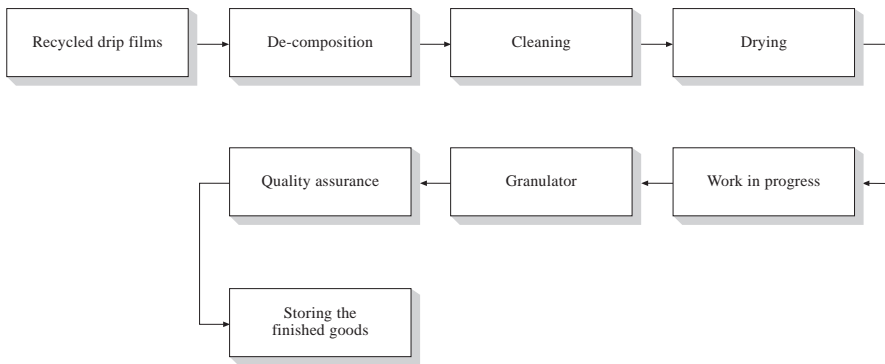 Recycled drip films
De-composition
Cleaning
Drying
Work in progress
Granulator
Quality assurance
Storing the
finished goods